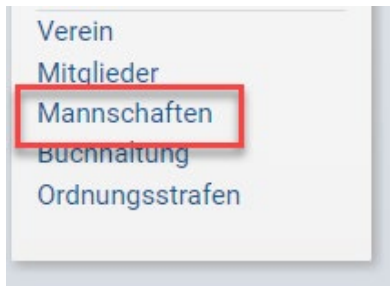 Verein
Mitglieder
Mannschaften
Buchhaltung
Ordnungsstrafen